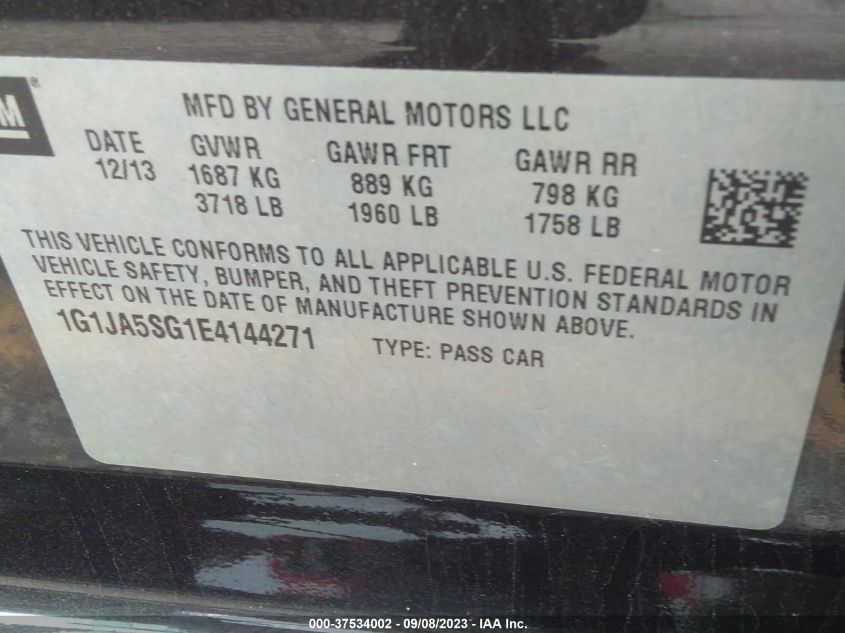 GM ®
MFD BY GENERAL MOTORS LLC
DATE GVWR GAWR FRT GAWR RR
12/13 1687 KG 889 KG 798 KG
3718 LB 1960 LB 1758 LB
THIS VEHICLE CONFORMS TO ALL APPLICABLE U.S. FEDERAL MOTOR
VEHICLE SAFETY, BUMPER, AND THEFT PREVENTION STANDARDS IN
EFFECT ON THE DATE OF MANUFACTURE SHOWN ABOVE.
1G1JA5SG1E4144271 TYPE: PASS CAR
000-37534002 - 09/08/2023 - IAA Inc.